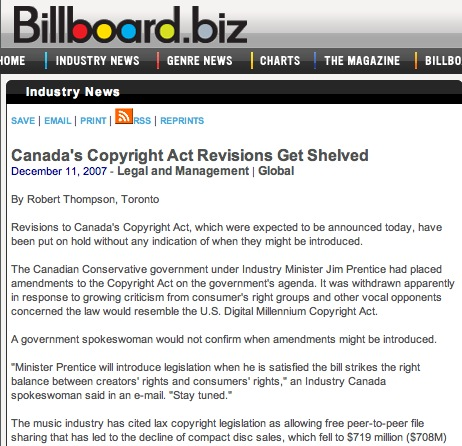 Billboard.biz
HOME | INDUSTRY NEWS | GENRE NEWS | CHARTS | THE MAGAZINE | BILLBO
Industry News
SAVE | EMAIL | PRINT | RSS | REPRINTS
Canada's Copyright Act Revisions Get Shelved
December 11, 2007 - Legal and Management | Global
By Robert Thompson, Toronto
Revisions to Canada's Copyright Act, which were expected to be announced today, have
been put on hold without any indication of when they might be introduced.
The Canadian Conservative government under Industry Minister Jim Prentice had placed
amendments to the Copyright Act on the government's agenda. It was withdrawn apparently
in response to growing criticism from consumer's right groups and other vocal opponents
concerned the law would resemble the U.S. Digital Millennium Copyright Act.
A government spokeswoman would not confirm when amendments might be introduced.
"Minister Prentice will introduce legislation when he is satisfied the bill strikes the right
balance between creators' rights and consumers' rights," an Industry Canada
spokeswoman said in an e-mail. "Stay tuned."
The music industry has cited lax copyright legislation as allowing free peer-to-peer file
sharing that has led to the decline of compact disc sales, which fell to $719 million ($708M)